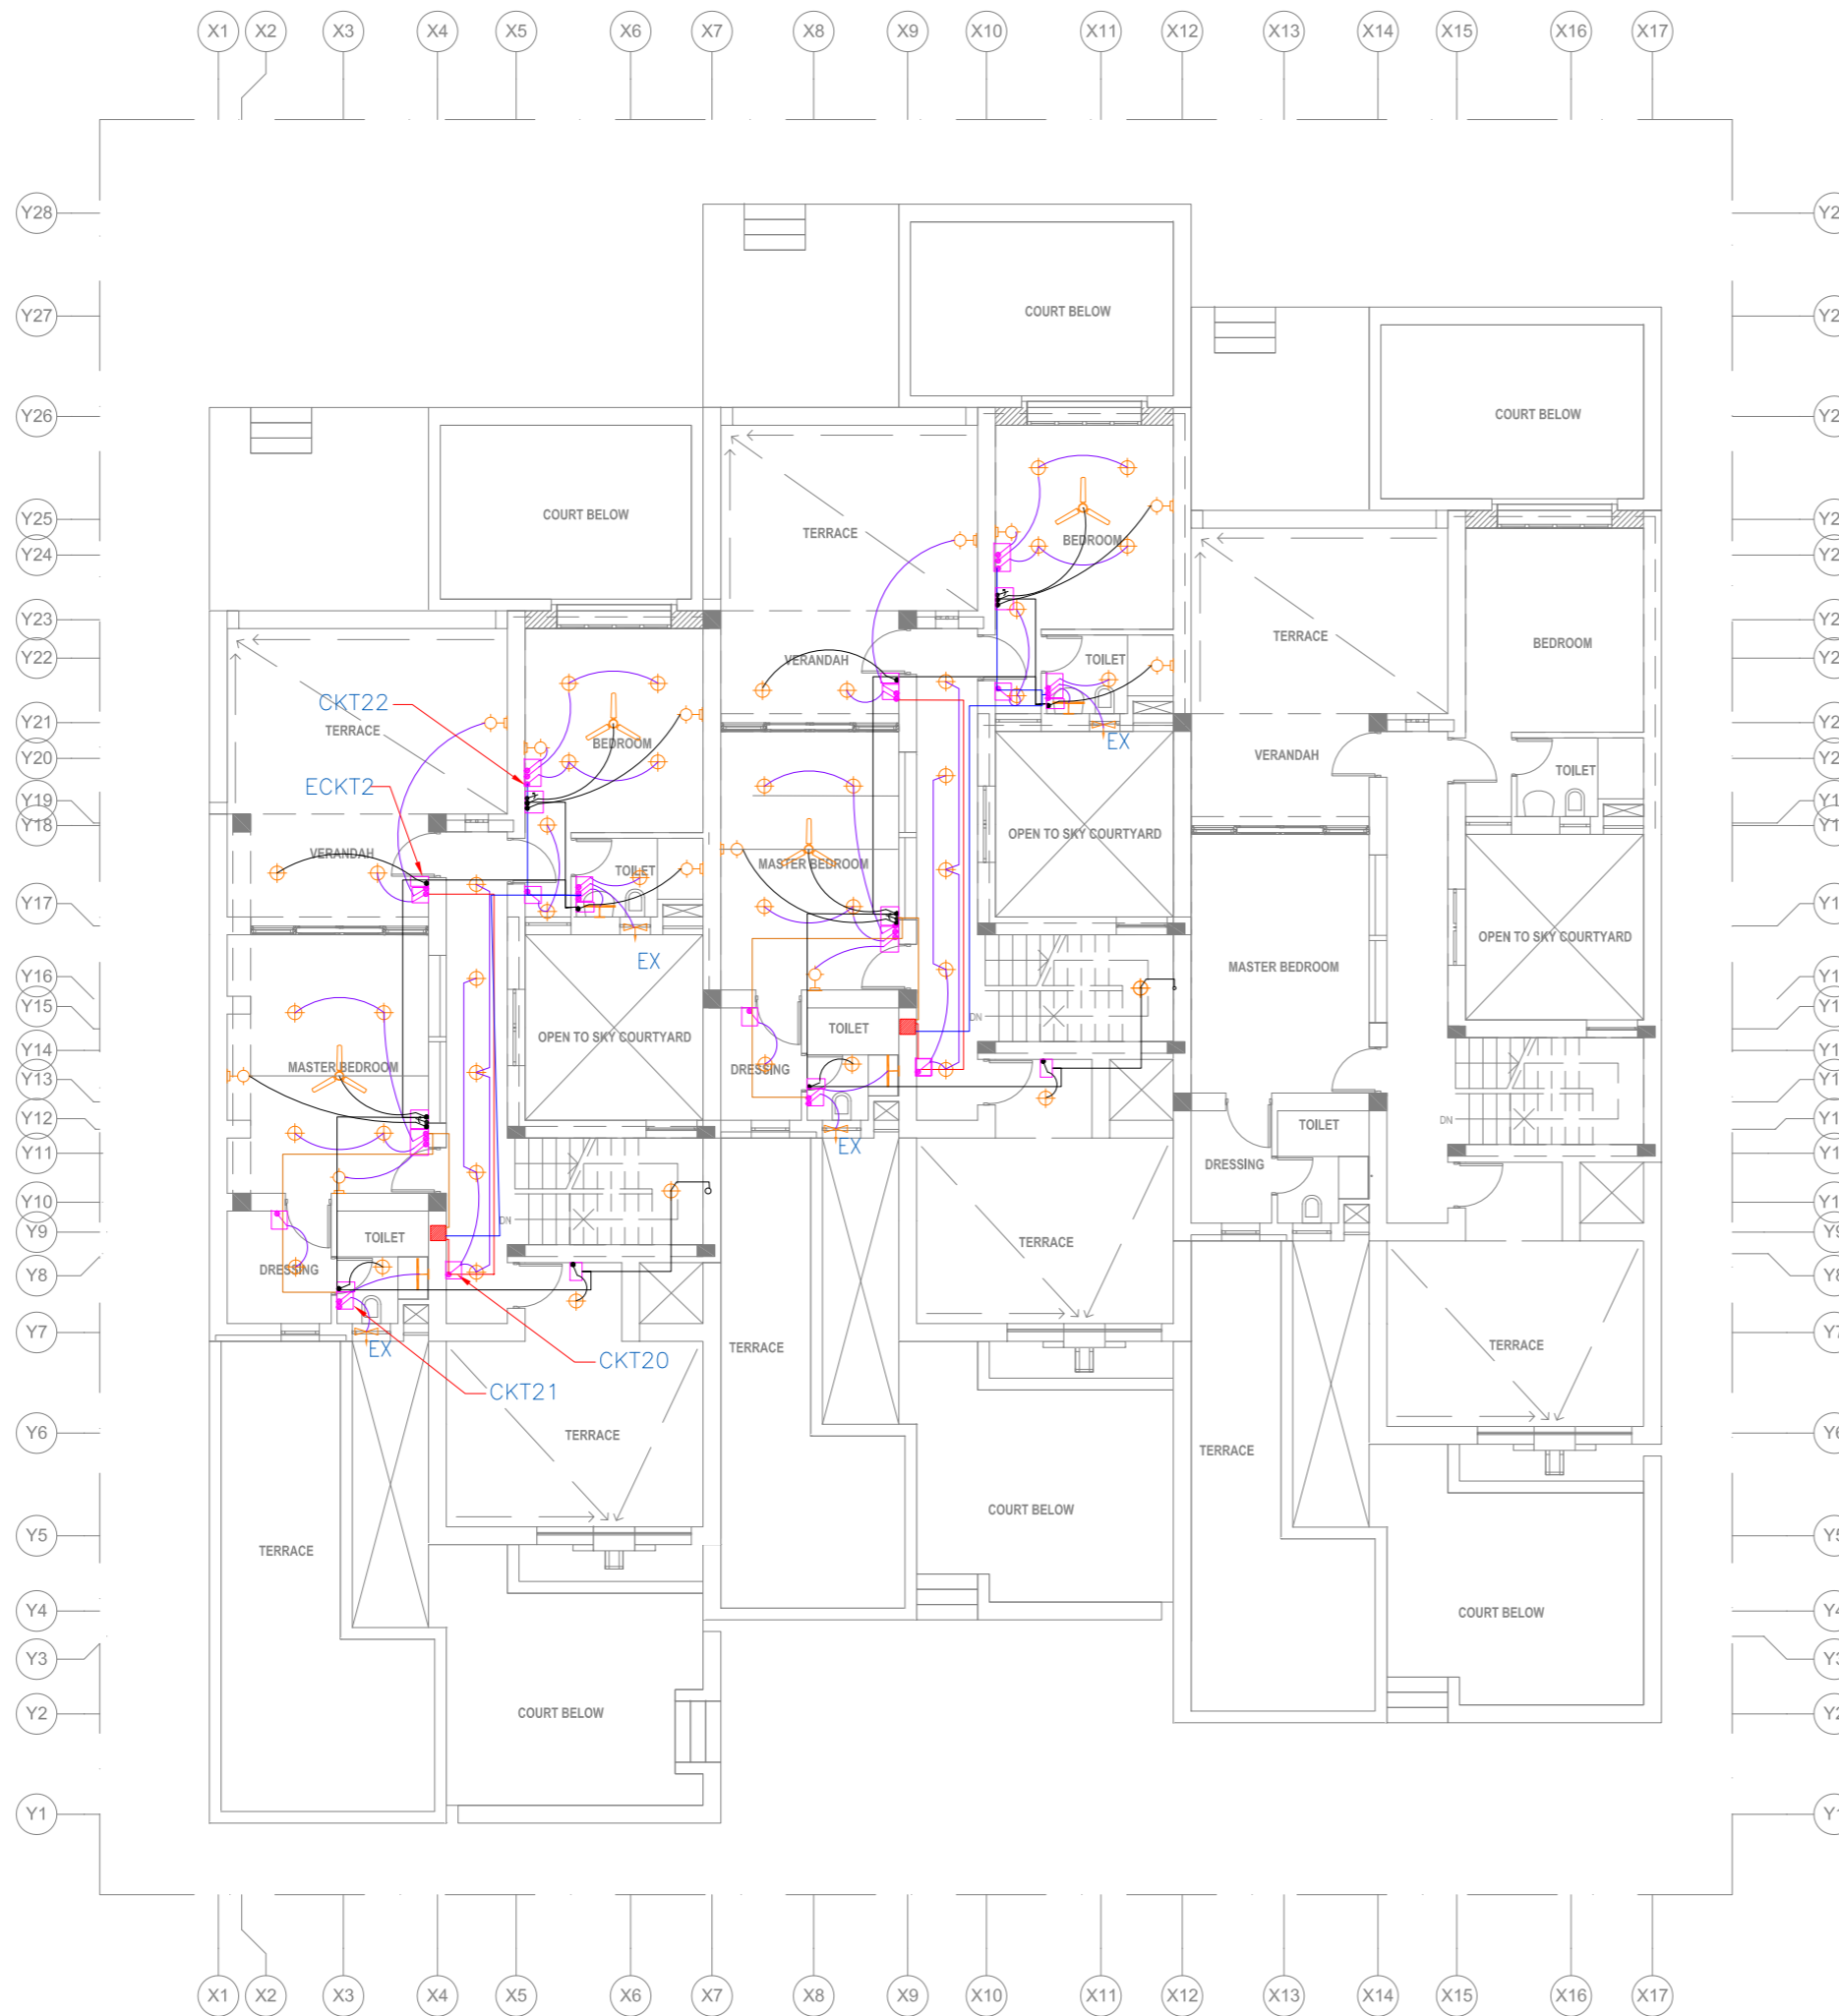 X1 X2 X3 X4 X5 X6 X7 X8 X9 X10 X11 X12 X13 X14 X15 X16 X17
Y28
Y27
COURT BELOW
Y26
COURT BELOW
Y25
COURT BELOW
TERRACE
BEDROOM
Y24
Y23
TERRACE
BEDROOM
Y22
VERANDAH
TOILET
CKT22
Y21
TERRACE
BEDROOM
EX
VERANDAH
Y20
TOILET
ECKT2
Y19
Y18
OPEN TO SKY COURTYARD
VERANDAH
MASTER BEDROOM
TOILET
Y17
OPEN TO SKY COURTYARD
EX
MASTER BEDROOM
Y16
Y15
DN
TOILET
OPEN TO SKY COURTYARD
Y14
MASTER BEDROOM
DRESSING
Y13
Y12
DN
TOILET
EX
Y11
DRESSING
Y10
DN
Y9
TOILET
TERRACE
DRESSING
Y8
Y7
EX
TERRACE
TERRACE
CKT20
CKT21
Y6
TERRACE
TERRACE
COURT BELOW
Y5
TERRACE
Y4
COURT BELOW
Y3
Y2
COURT BELOW
Y1
X1 X2 X3 X4 X5 X6 X7 X8 X9 X10 X11 X12 X13 X14 X15 X16 X17